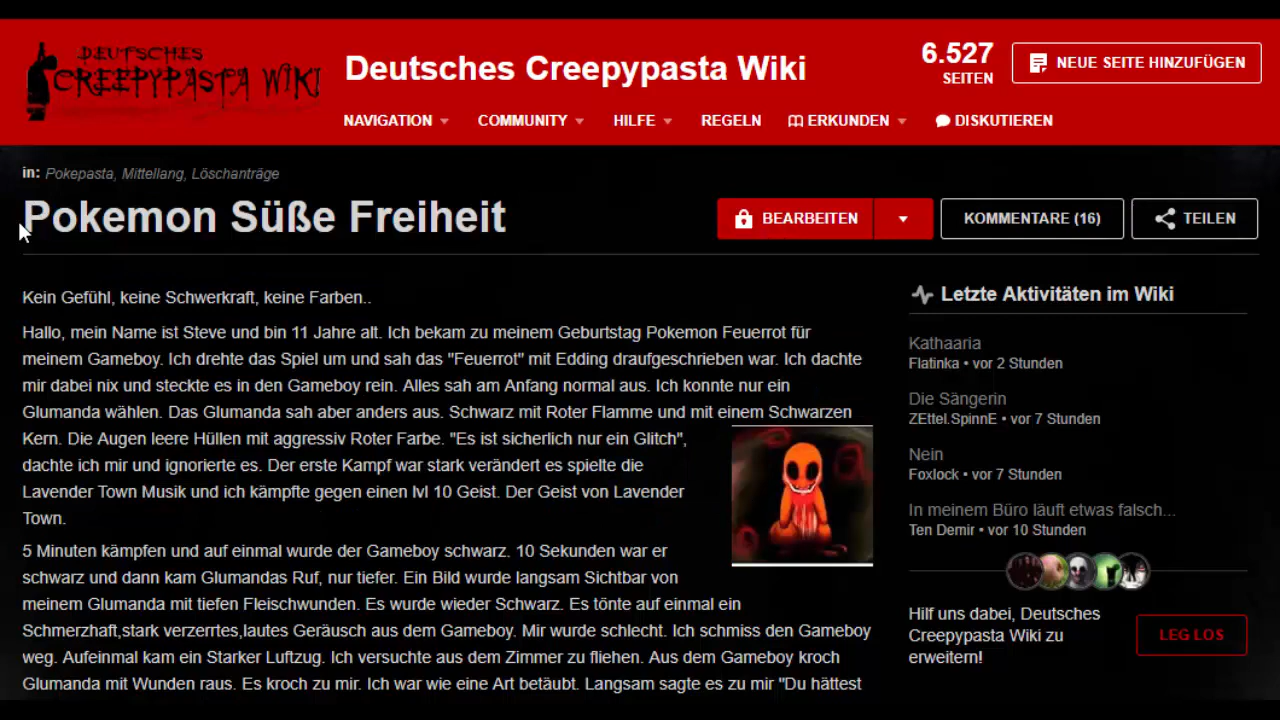 DEUTSCHES
CREEPYPASTA WIKI
Deutsches Creepypasta Wiki
6.527
SEITEN
NEUE SEITE HINZUFÜGEN
NAVIGATION COMMUNITY HILFE REGELN ERKUNDEN DISKUTIEREN
in: Pokepasta, Mittellang, Löschanträge
Pokemon Süße Freiheit
BEARBEITEN
KOMMENTARE (16)
TEILEN
Kein Gefühl, keine Schwerkraft, keine Farben..
Hallo, mein Name ist Steve und bin 11 Jahre alt. Ich bekam zu meinem Geburtstag Pokemon Feuerrot für
meinem Gameboy. Ich drehte das Spiel um und sah das "Feuerrot" mit Edding draufgeschrieben war. Ich dachte
mir dabei nix und steckte es in den Gameboy rein. Alles sah am Anfang normal aus. Ich konnte nur ein
Glumanda wählen. Das Glumanda sah aber anders aus. Schwarz mit Roter Flamme und mit einem Schwarzen
Kern. Die Augen leere Hüllen mit aggressiv Roter Farbe. "Es ist sicherlich nur ein Glitch",
dachte ich mir und ignorierte es. Der erste Kampf war stark verändert es spielte die
Lavender Town Musik und ich kämpfte gegen einen lvl 10 Geist. Der Geist von Lavender
Town.
5 Minuten kämpfen und auf einmal wurde der Gameboy schwarz. 10 Sekunden war er
schwarz und dann kam Glumandas Ruf, nur tiefer. Ein Bild wurde langsam Sichtbar von
meinem Glumanda mit tiefen Fleischwunden. Es wurde wieder Schwarz. Es tönte auf einmal ein
Schmerzhaft,stark verzerrtes,lautes Geräusch aus dem Gameboy. Mir wurde schlecht. Ich schmiss den Gameboy
weg. Aufeinmal kam ein Starker Luftzug. Ich versuchte aus dem Zimmer zu fliehen. Aus dem Gameboy kroch
Glumanda mit Wunden raus. Es kroch zu mir. Ich war wie eine Art betäubt. Langsam sagte es zu mir "Du hättest
Letzte Aktivitäten im Wiki
Kathaaria
Flatinka • vor 2 Stunden
Die Sängerin
ZEttel.SpinnE • vor 7 Stunden
Nein
Foxlock • vor 7 Stunden
In meinem Büro läuft etwas falsch...
Ten Demir • vor 10 Stunden
Hilf uns dabei, Deutsches
Creepypasta Wiki zu
erweitern!
LEG LOS